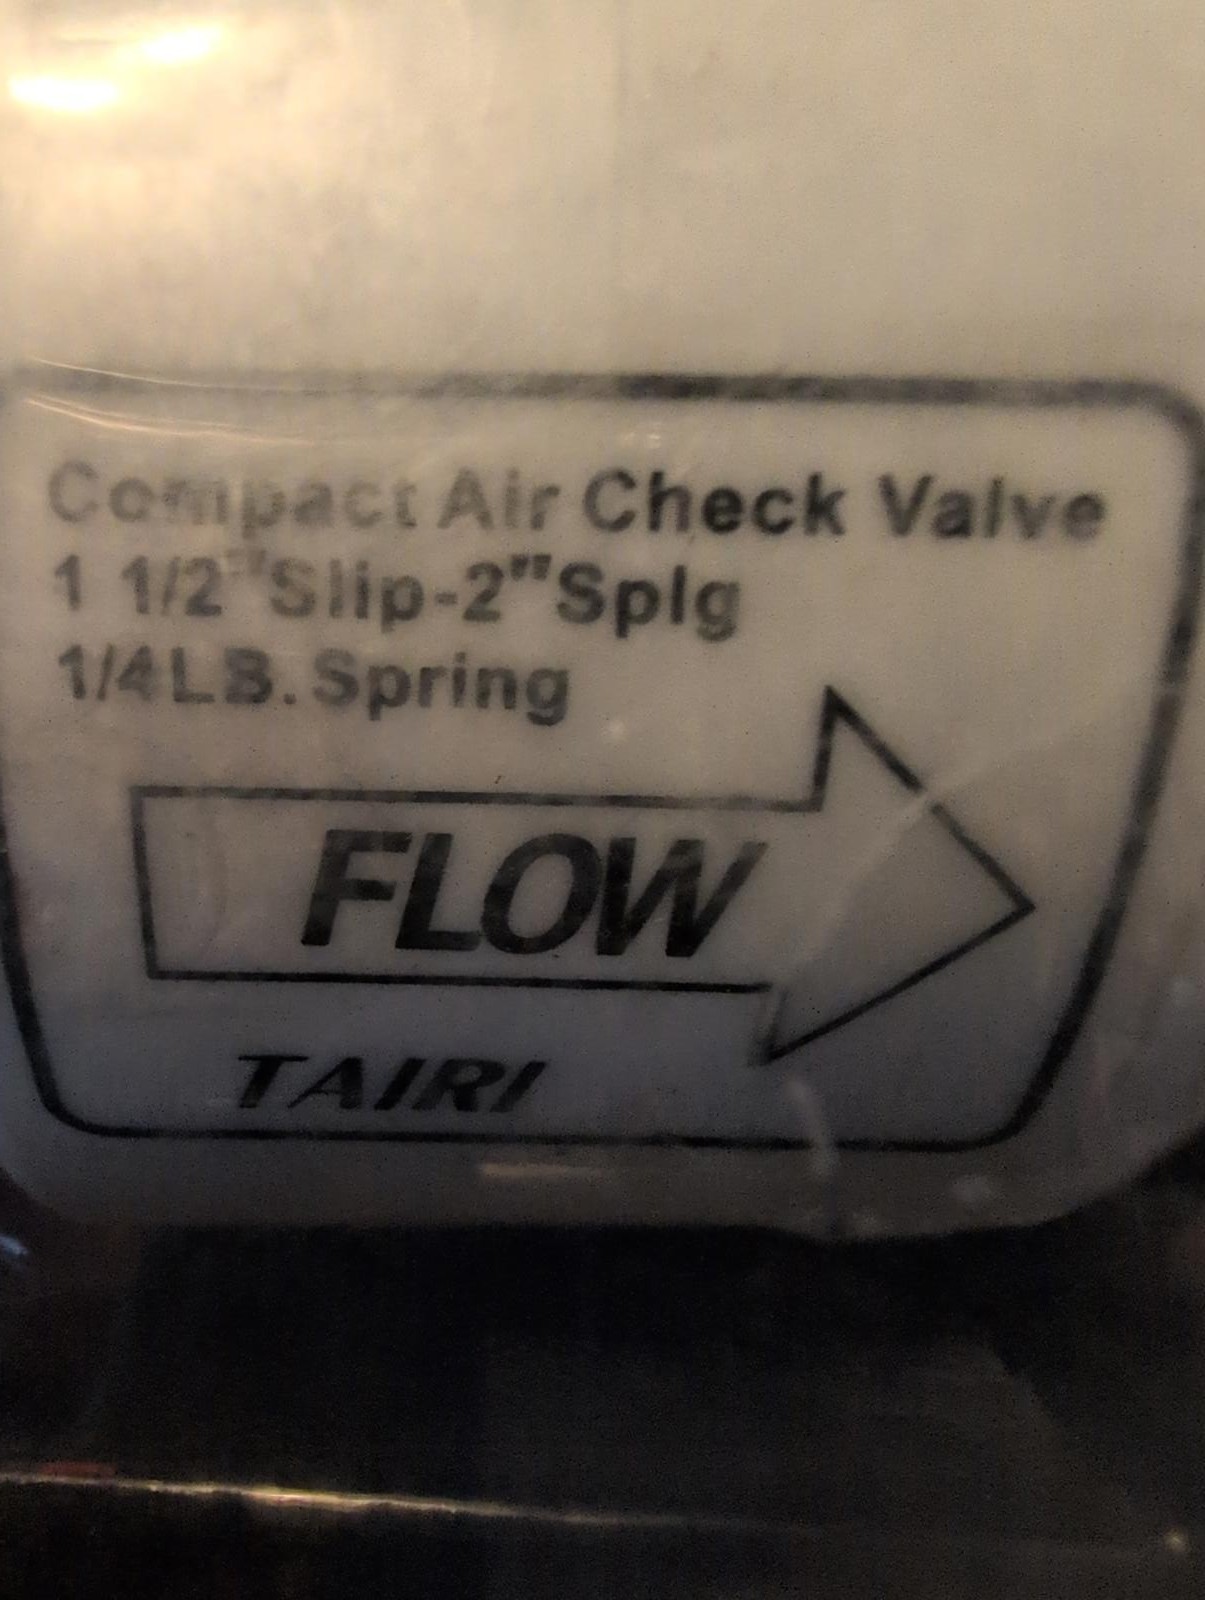 Compact Air Check Valve
1 1/2"Slip-2"Splg
1/4LB.Spring
FLOW
TAIRI